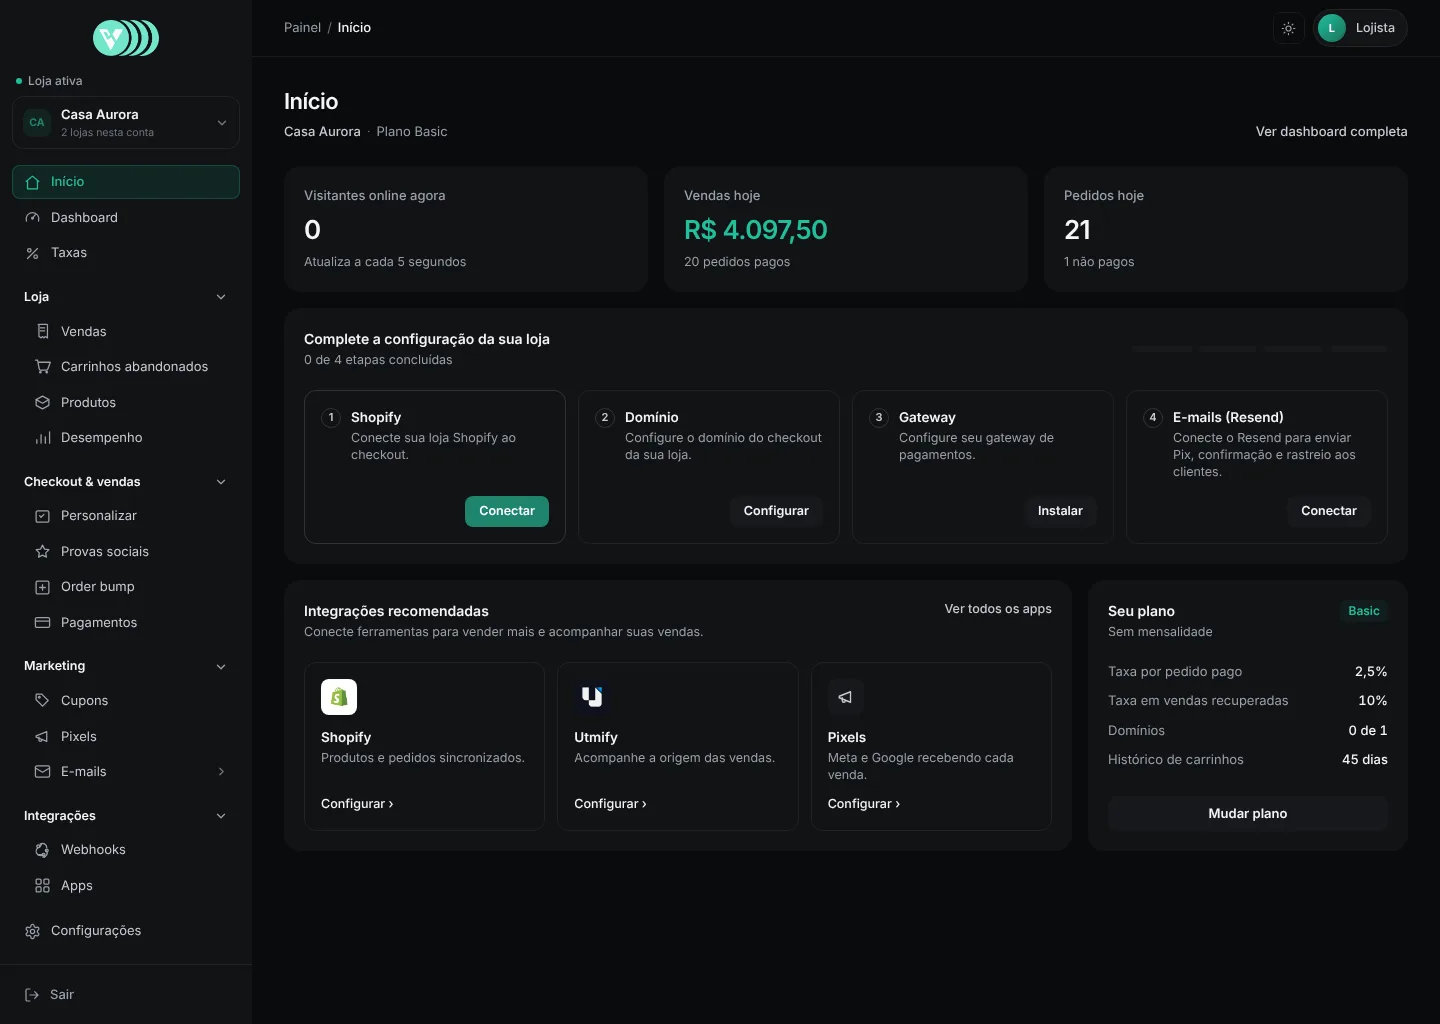 Loja ativa
CA
Casa Aurora
2 lojas nesta conta
Início
Dashboard
Taxas
Loja
Vendas
Carrinhos abandonados
Produtos
Desempenho
Checkout & vendas
Personalizar
Provas sociais
Order bump
Pagamentos
Marketing
Cupons
Pixels
E-mails
Integrações
Webhooks
Apps
Configurações
Sair
Painel / Início
L Lojista
Início
Casa Aurora · Plano Basic
Ver dashboard completa
Visitantes online agora
0
Atualiza a cada 5 segundos
Vendas hoje
R$ 4.097,50
20 pedidos pagos
Pedidos hoje
21
1 não pagos
Complete a configuração da sua loja
0 de 4 etapas concluídas
1 Shopify
Conecte sua loja Shopify ao
checkout.
Conectar
2 Domínio
Configure o domínio do checkout
da sua loja.
Configurar
3 Gateway
Configure seu gateway de
pagamentos.
Instalar
4 E-mails (Resend)
Conecte o Resend para enviar
Pix, confirmação e rastreio aos
clientes.
Conectar
Integrações recomendadas
Conecte ferramentas para vender mais e acompanhar suas vendas.
Ver todos os apps
Shopify
Produtos e pedidos sincronizados.
Configurar ›
Utmify
Acompanhe a origem das vendas.
Configurar ›
Pixels
Meta e Google recebendo cada
venda.
Configurar ›
Seu plano
Basic
Sem mensalidade
Taxa por pedido pago 2,5%
Taxa em vendas recuperadas 10%
Domínios 0 de 1
Histórico de carrinhos 45 dias
Mudar plano